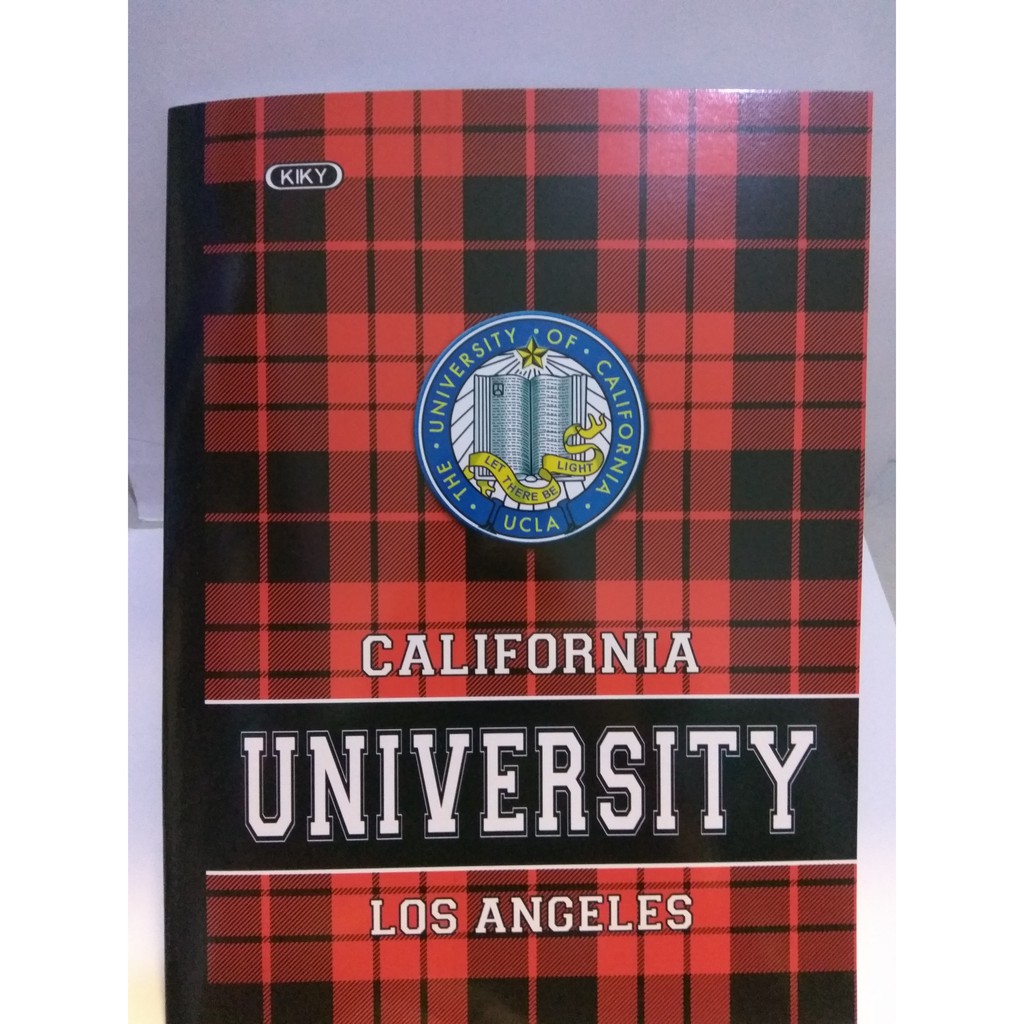 KIKY
THE · UNIVERSITY · OF · CALIFORNIA
LET THERE BE LIGHT
UCLA
CALIFORNIA
UNIVERSITY
LOS ANGELES